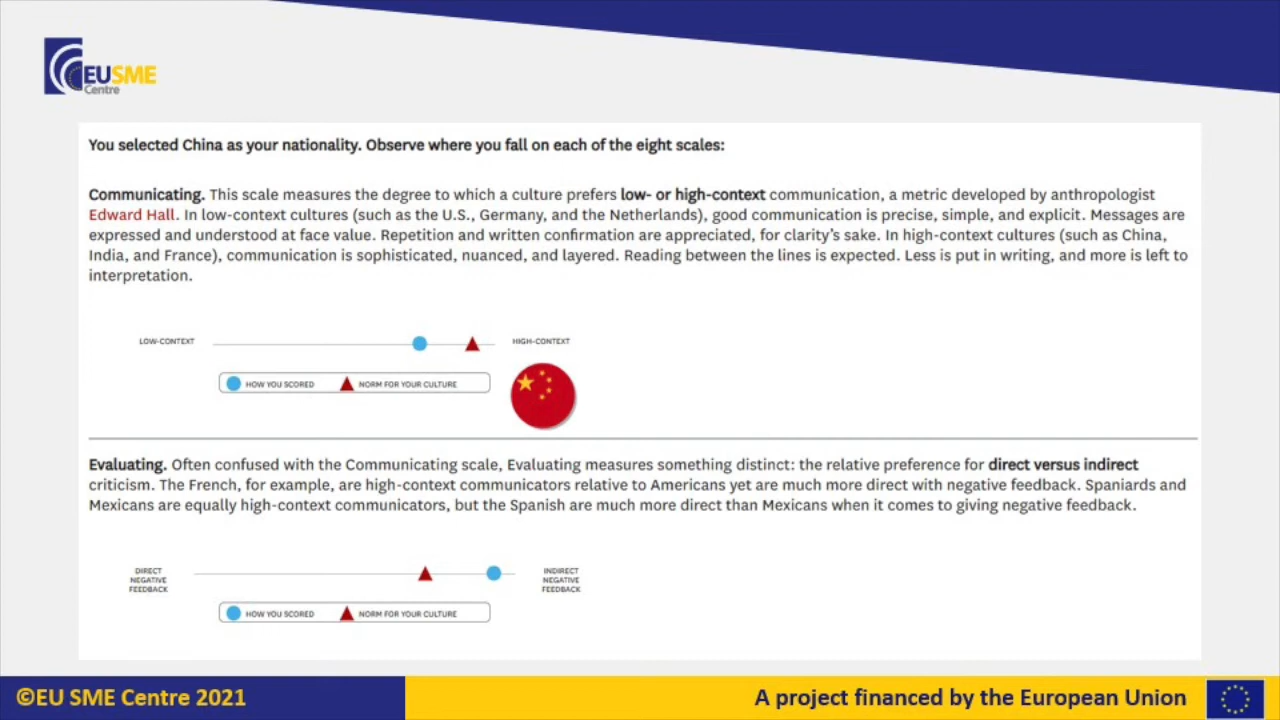 EUSME
Centre
You selected China as your nationality. Observe where you fall on each of the eight scales:
Communicating. This scale measures the degree to which a culture prefers low- or high-context communication, a metric developed by anthropologist
Edward Hall. In low-context cultures (such as the U.S., Germany, and the Netherlands), good communication is precise, simple, and explicit. Messages are
expressed and understood at face value. Repetition and written confirmation are appreciated, for clarity's sake. In high-context cultures (such as China,
India, and France), communication is sophisticated, nuanced, and layered. Reading between the lines is expected. Less is put in writing, and more is left to
interpretation.
LOW-CONTEXT
HIGH-CONTEXT
HOW YOU SCORED NORM FOR YOUR CULTURE
Evaluating. Often confused with the Communicating scale, Evaluating measures something distinct: the relative preference for direct versus indirect
criticism. The French, for example, are high-context communicators relative to Americans yet are much more direct with negative feedback. Spaniards and
Mexicans are equally high-context communicators, but the Spanish are much more direct than Mexicans when it comes to giving negative feedback.
DIRECT
NEGATIVE
FEEDBACK
INDIRECT
NEGATIVE
FEEDBACK
HOW YOU SCORED NORM FOR YOUR CULTURE
©EU SME Centre 2021
A project financed by the European Union